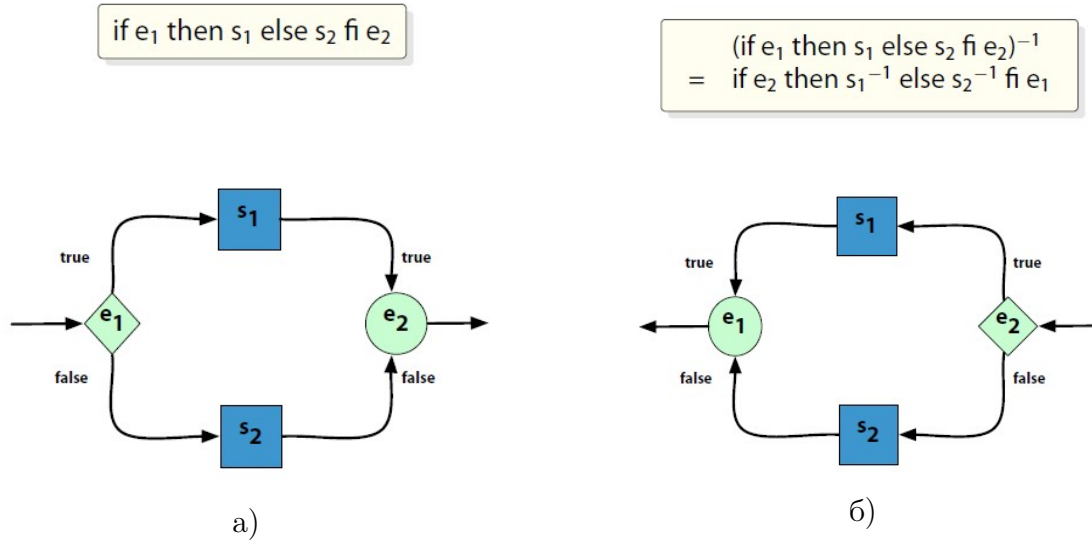 if e₁ then s₁ else s₂ fi e₂
(if e₁ then s₁ else s₂ fi e₂)⁻¹
= if e₂ then s₁⁻¹ else s₂⁻¹ fi e₁
s₁
true
true
e₁
e₂
false
false
s₂
а)
s₁
true
true
e₁
e₂
false
false
s₂
б)